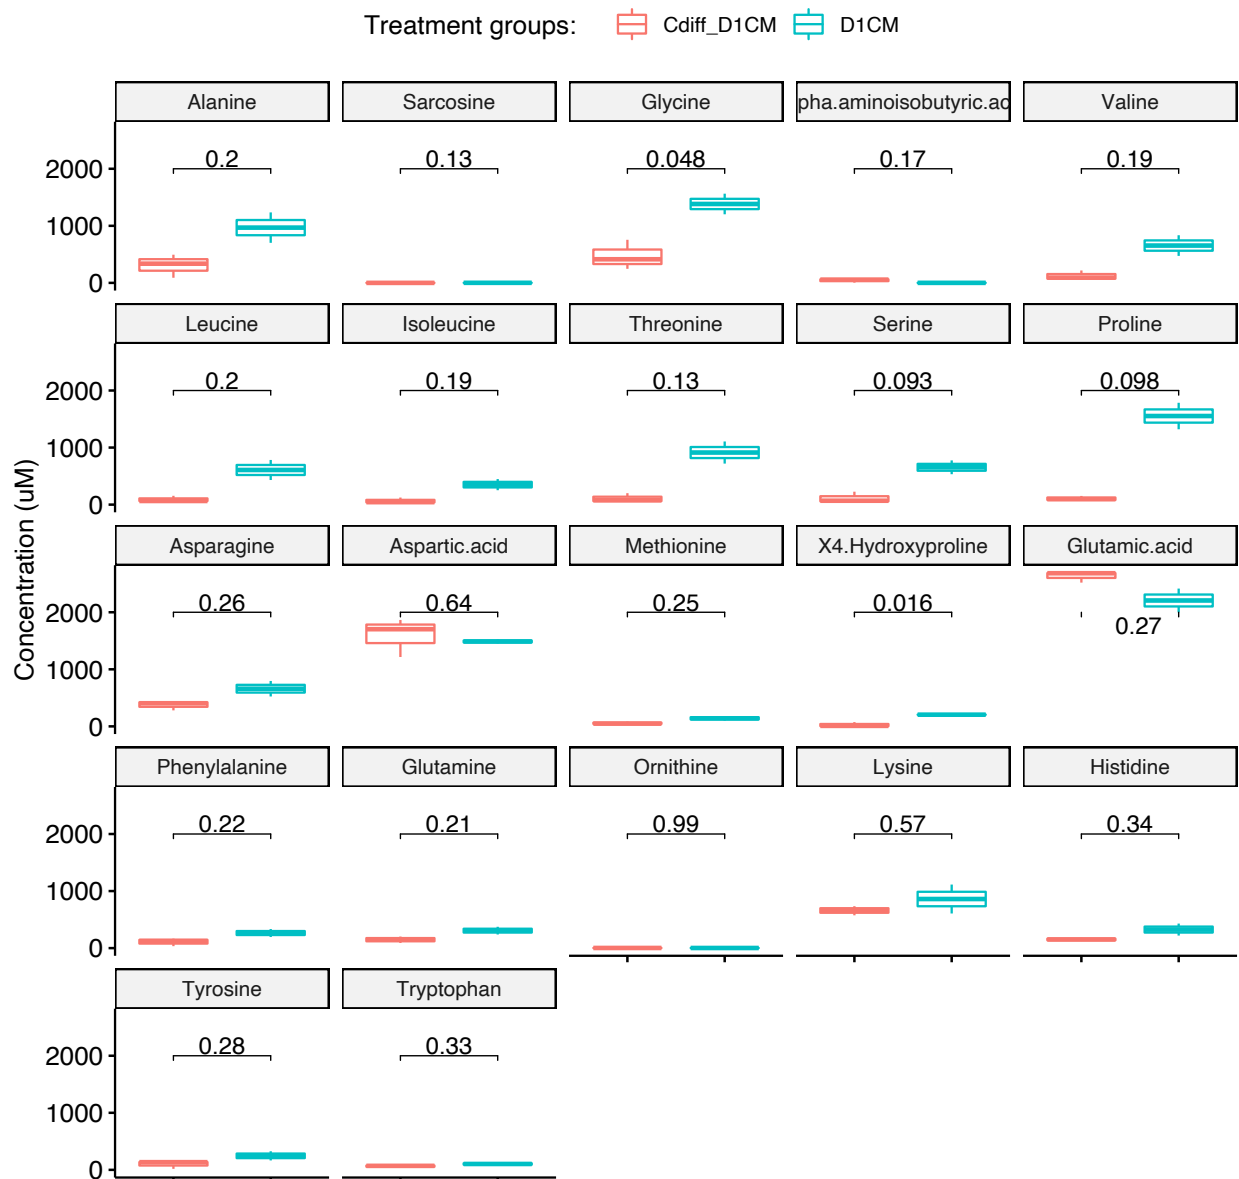 Treatment groups: Cdiff_D1CM D1CM
Alanine Sarcosine Glycine pha.aminoisobutyric.ac Valine
2000 0.2 0.13 0.048 0.17 0.19
1000
0
Leucine Isoleucine Threonine Serine Proline
2000 0.2 0.19 0.13 0.093 0.098
1000
0
Concentration (uM)
Asparagine Aspartic.acid Methionine X4.Hydroxyproline Glutamic.acid
2000 0.26 0.64 0.25 0.016 0.27
1000
0
Phenylalanine Glutamine Ornithine Lysine Histidine
2000 0.22 0.21 0.99 0.57 0.34
1000
0
Tyrosine Tryptophan
2000 0.28 0.33
1000
0